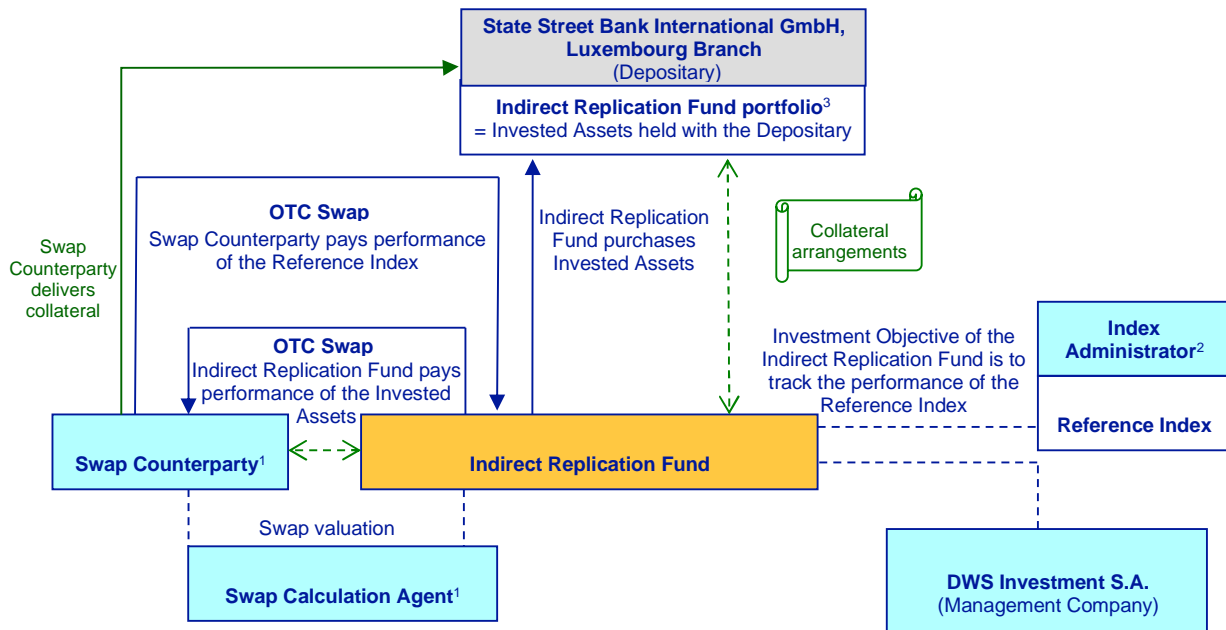 State Street Bank International GmbH,
Luxembourg Branch
(Depositary)
Indirect Replication Fund portfolio³
= Invested Assets held with the Depositary
OTC Swap
Swap Counterparty pays performance
of the Reference Index
Indirect Replication
Fund purchases
Invested Assets
Collateral
arrangements
Swap
Counterparty
delivers
collateral
OTC Swap
Indirect Replication Fund pays
performance of the Invested
Assets
Investment Objective of the
Indirect Replication Fund is to
track the performance of the
Reference Index
Index
Administrator²
Reference Index
Swap Counterparty¹
Indirect Replication Fund
Swap valuation
Swap Calculation Agent¹
DWS Investment S.A.
(Management Company)